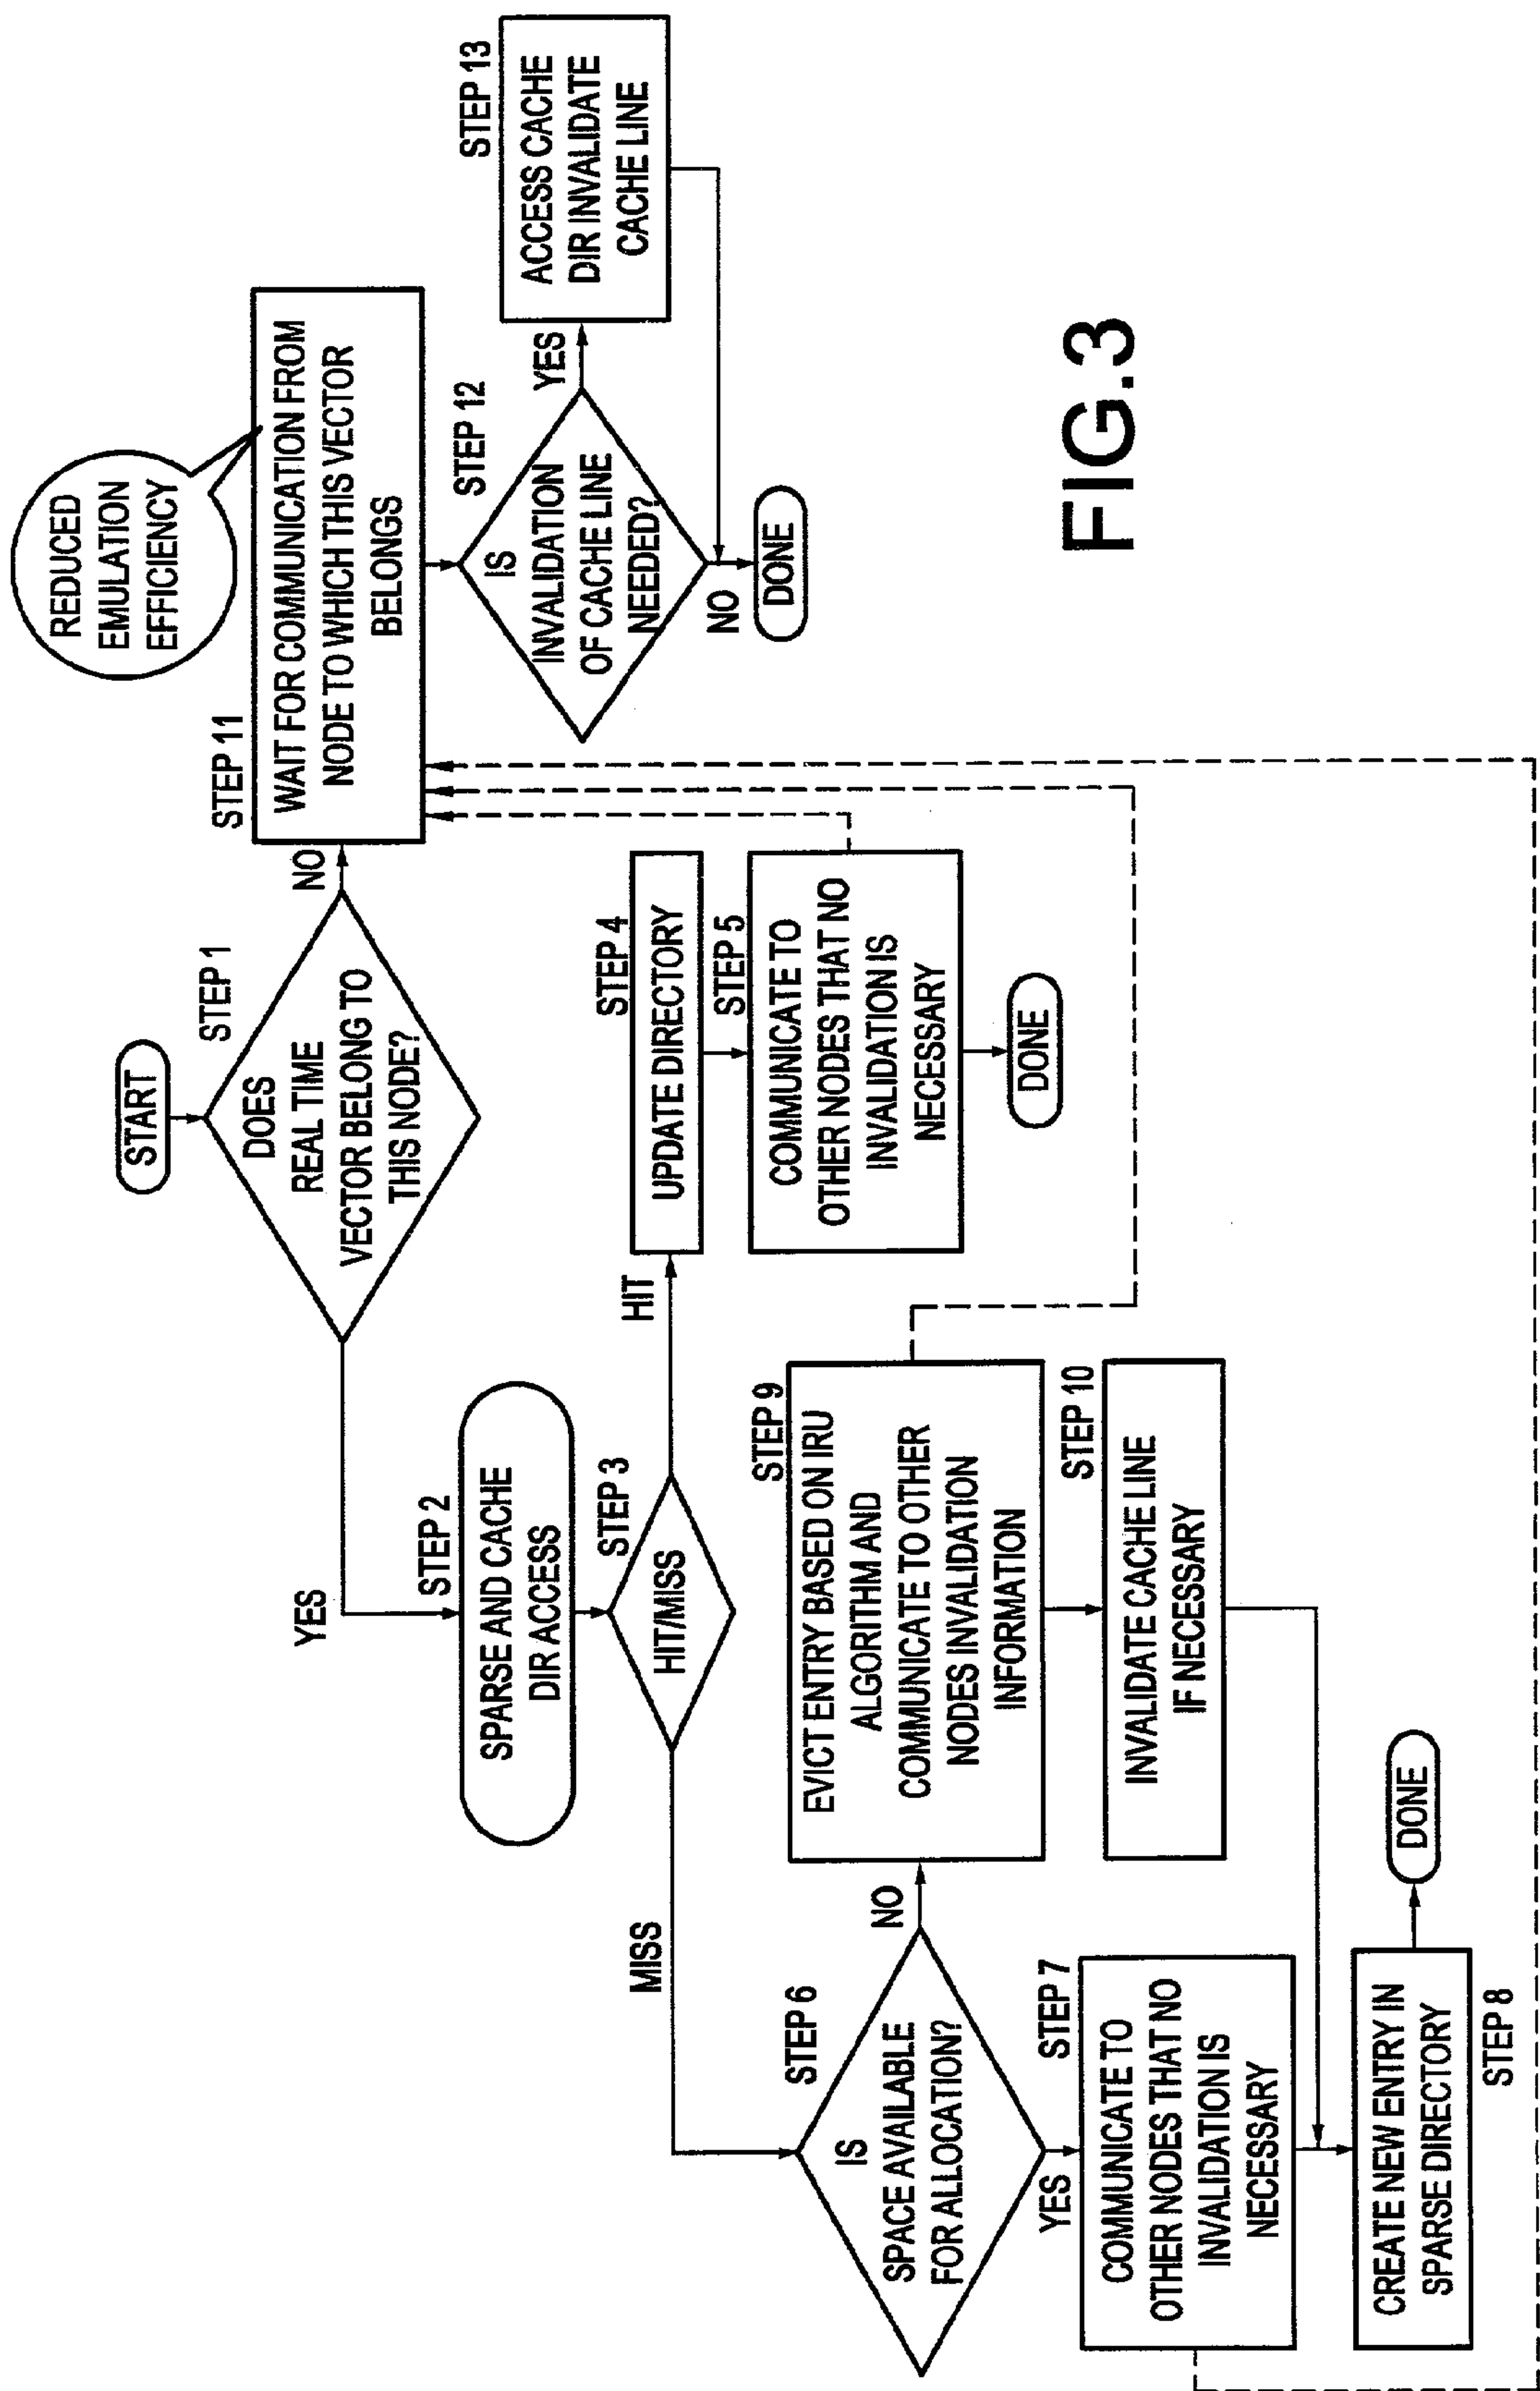 START
STEP 1
DOES
REAL TIME
VECTOR BELONG TO
THIS NODE?
YES
NO
REDUCED
EMULATION
EFFICIENCY
STEP 11
WAIT FOR COMMUNICATION FROM
NODE TO WHICH THIS VECTOR
BELONGS
STEP 12
IS
INVALIDATION
OF CACHE LINE
NEEDED?
YES
NO
STEP 13
ACCESS CACHE
DIR INVALIDATE
CACHE LINE
DONE
STEP 2
SPARSE AND CACHE
DIR ACCESS
STEP 3
HIT/MISS
HIT
MISS
STEP 4
UPDATE DIRECTORY
STEP 5
COMMUNICATE TO
OTHER NODES THAT NO
INVALIDATION IS
NECESSARY
DONE
STEP 6
IS
SPACE AVAILABLE
FOR ALLOCATION?
NO
YES
STEP 9
EVICT ENTRY BASED ON IRU
ALGORITHM AND
COMMUNICATE TO OTHER
NODES INVALIDATION
INFORMATION
STEP 10
INVALIDATE CACHE LINE
IF NECESSARY
STEP 7
COMMUNICATE TO
OTHER NODES THAT NO
INVALIDATION IS
NECESSARY
CREATE NEW ENTRY IN
SPARSE DIRECTORY
STEP 8
DONE
FIG.3